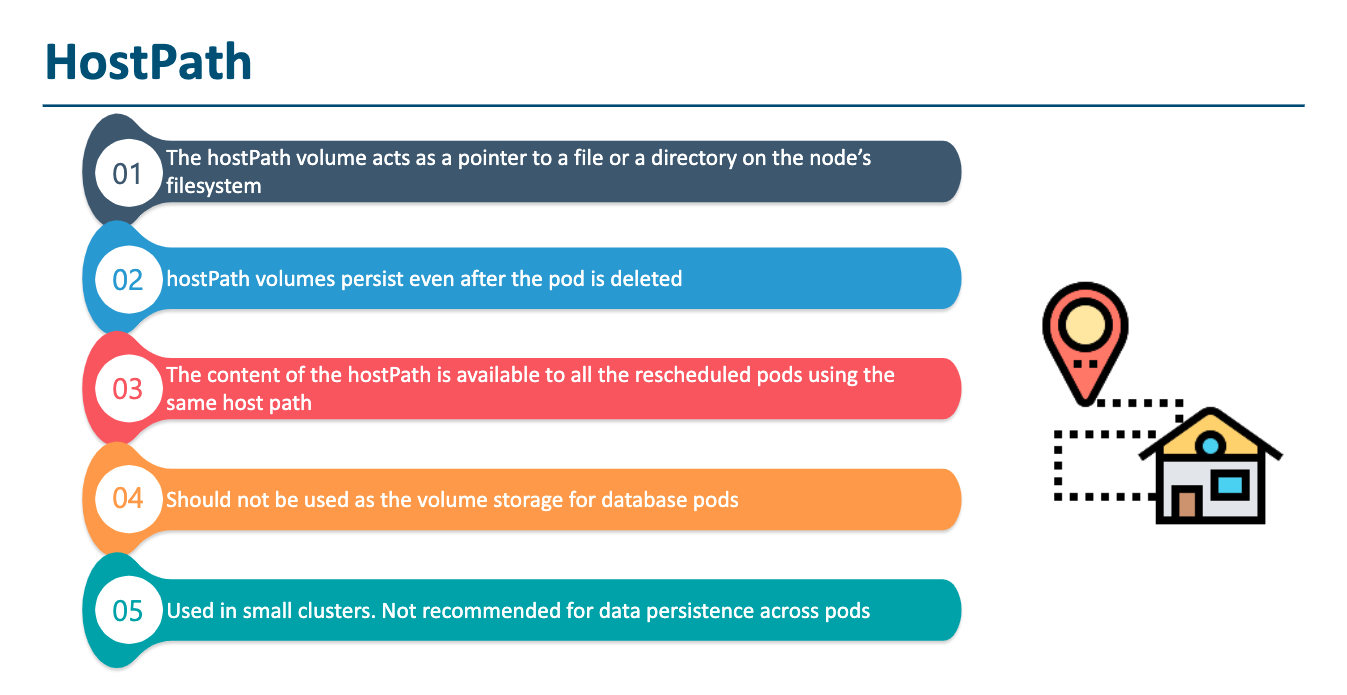 HostPath
01
The hostPath volume acts as a pointer to a file or a directory on the node’s
filesystem
02
hostPath volumes persist even after the pod is deleted
03
The content of the hostPath is available to all the rescheduled pods using the
same host path
04
Should not be used as the volume storage for database pods
05
Used in small clusters. Not recommended for data persistence across pods